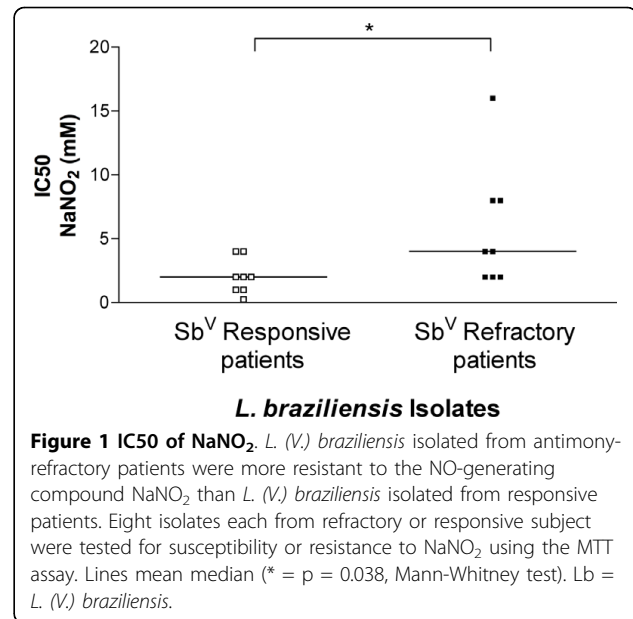 *
20
15
10
5
0
IC50
NaNO₂ (mM)
Sbⱽ Responsive
patients
Sbⱽ Refractory
patients
L. braziliensis Isolates
Figure 1 IC50 of NaNO₂. L. (V.) braziliensis isolated from antimony-
refractory patients were more resistant to the NO-generating
compound NaNO₂ than L. (V.) braziliensis isolated from responsive
patients. Eight isolates each from refractory or responsive subject
were tested for susceptibility or resistance to NaNO₂ using the MTT
assay. Lines mean median (* = p = 0.038, Mann-Whitney test). Lb =
L. (V.) braziliensis.